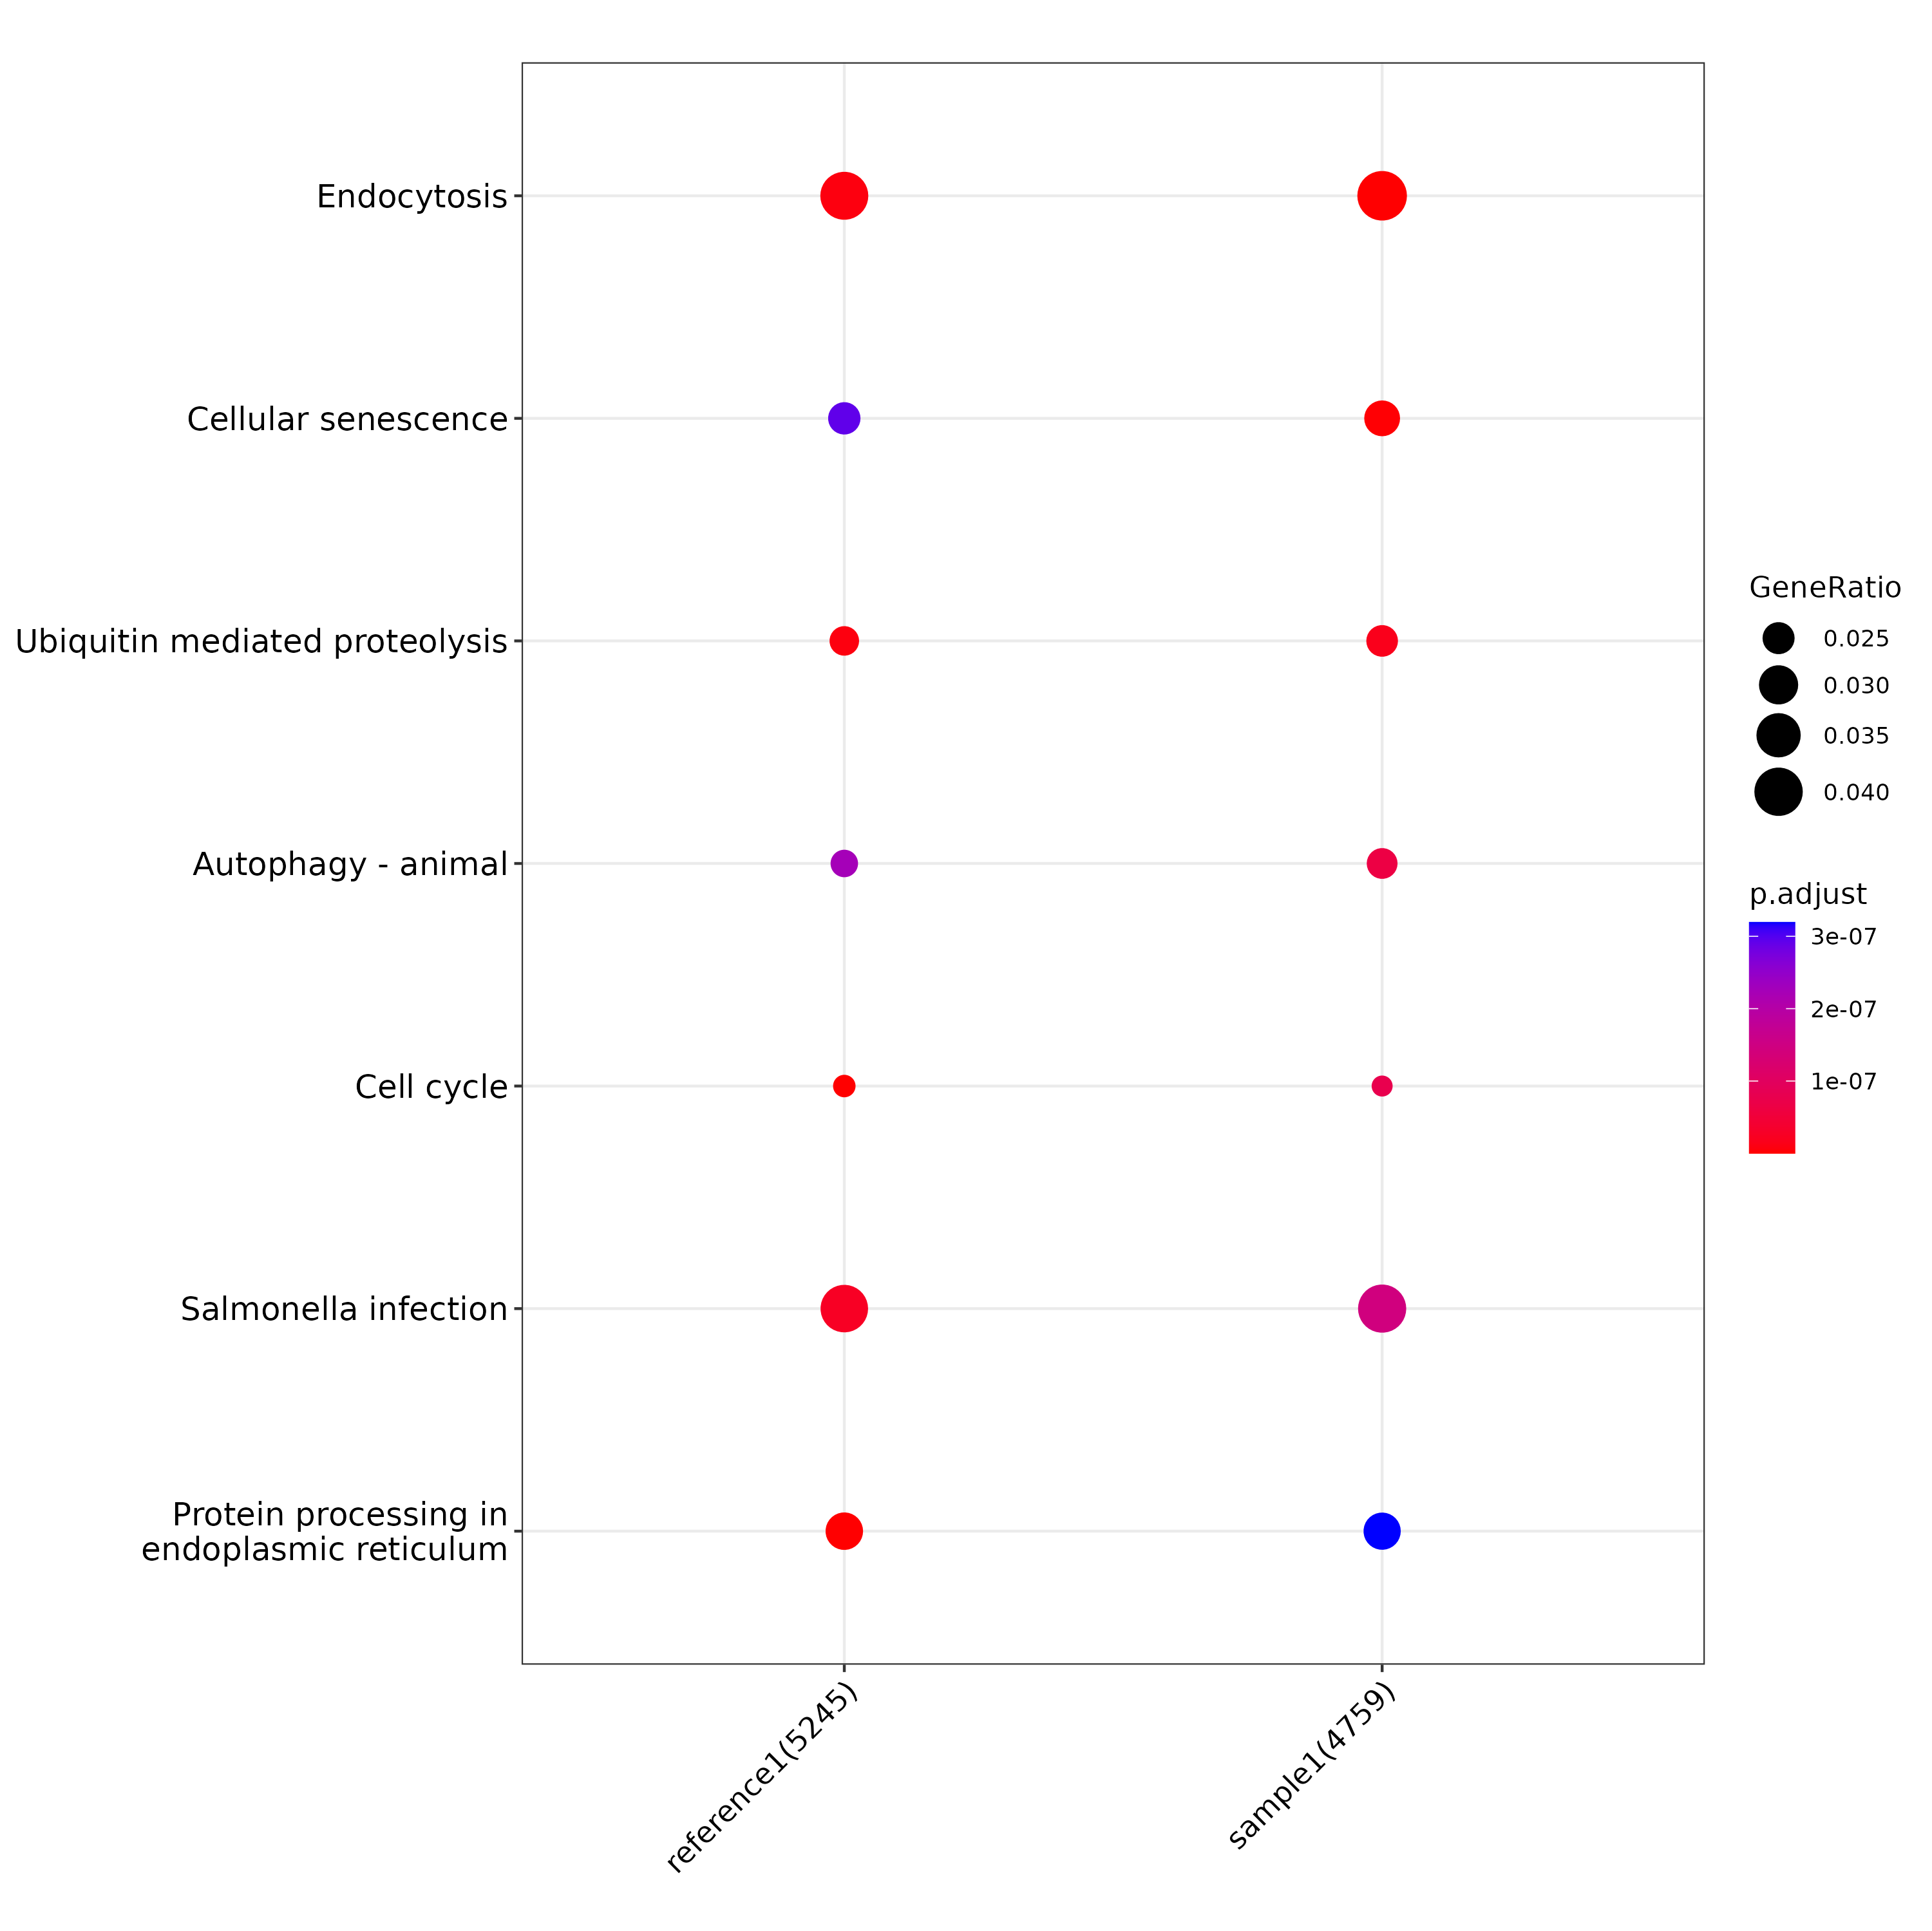 Endocytosis
Cellular senescence
Ubiquitin mediated proteolysis
Autophagy - animal
Cell cycle
Salmonella infection
Protein processing in
endoplasmic reticulum
reference1(5245)
sample1(4759)
GeneRatio
0.025
0.030
0.035
0.040
p.adjust
3e-07
2e-07
1e-07